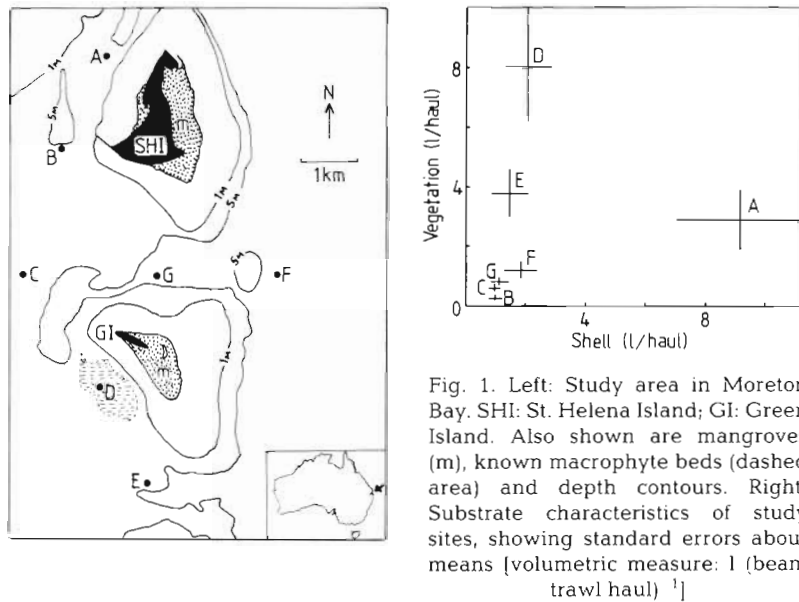 A
1m
5m
B
SHI
m
N
1km
1m
5m
C
G
5m
F
GI
m
1m
D
E
Vegetation (l/haul)
8
4
0
D
E
A
F
G
C
B
4
8
Shell (l/haul)
Fig. 1. Left: Study area in Moreton
Bay. SHI: St. Helena Island; GI: Green
Island. Also shown are mangrove
(m), known macrophyte beds (dashed
area) and depth contours. Right
Substrate characteristics of study
sites, showing standard errors about
means [volumetric measure: l (beam
trawl haul) 1]